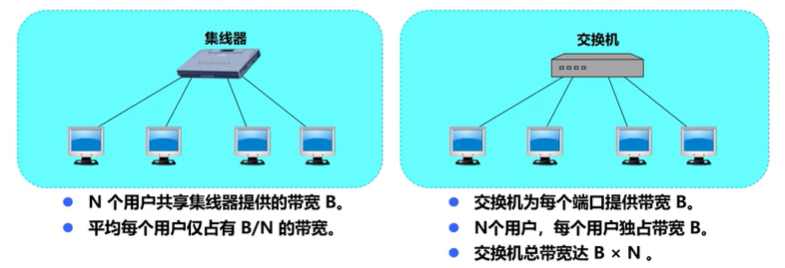 集线器
N 个用户共享集线器提供的带宽 B。
平均每个用户仅占有 B/N 的带宽。
交换机
交换机为每个端口提供带宽 B。
N个用户，每个用户独占带宽 B。
交换机总带宽达 B × N 。